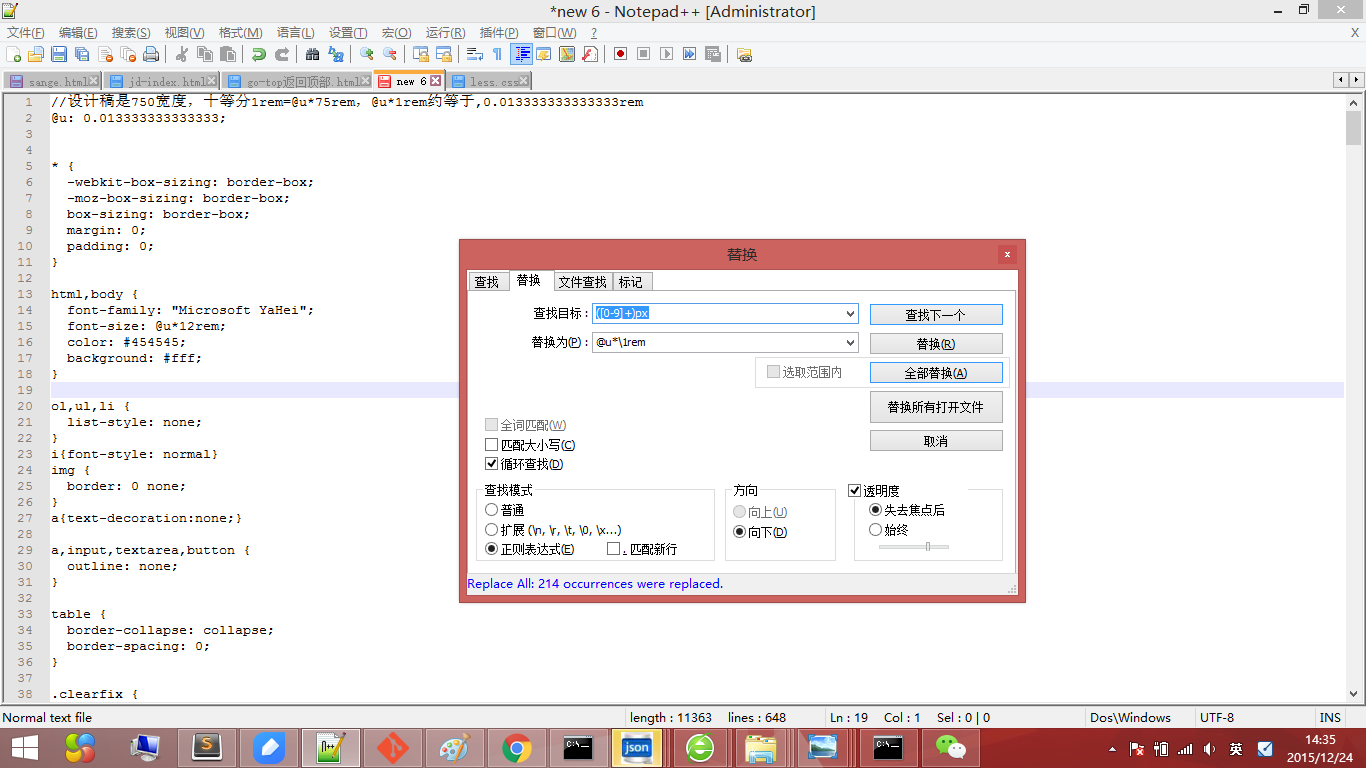 *new 6 - Notepad++ [Administrator]
文件(F) 编辑(E) 搜索(S) 视图(V) 格式(M) 语言(L) 设置(T) 宏(O) 运行(R) 插件(P) 窗口(W) ? X
sange.html jd-index.html go-top返回顶部.html new 6 less.css
1 //设计稿是750宽度，十等分1rem=@u*75rem，@u*1rem约等于,0.013333333333333rem
2 @u: 0.013333333333333;
3
4
5 * {
6 -webkit-box-sizing: border-box;
7 -moz-box-sizing: border-box;
8 box-sizing: border-box;
9 margin: 0;
10 padding: 0;
11 }
12
13 html,body {
14 font-family: "Microsoft YaHei";
15 font-size: @u*12rem;
16 color: #454545;
17 background: #fff;
18 }
19
20 ol,ul,li {
21 list-style: none;
22 }
23 i{font-style: normal}
24 img {
25 border: 0 none;
26 }
27 a{text-decoration:none;}
28
29 a,input,textarea,button {
30 outline: none;
31 }
32
33 table {
34 border-collapse: collapse;
35 border-spacing: 0;
36 }
37
38 .clearfix {
替换
查找 替换 文件查找 标记
查找目标： ([0-9]+)px 查找下一个
替换为(P)： @u*\1rem 替换(R)
选取范围内 全部替换(A)
替换所有打开文件
全词匹配(W)
取消
匹配大小写(C)
循环查找(D)
查找模式 方向 透明度
普通 向上(U) 失去焦点后
扩展 (\n, \r, \t, \0, \x...) 向下(D) 始终
正则表达式(E) . 匹配新行
Replace All: 214 occurrences were replaced.
Normal text file length : 11363 lines : 648 Ln : 19 Col : 1 Sel : 0 | 0 Dos\Windows UTF-8 INS
S C:\ json C:\ 英 14:35
2015/12/24